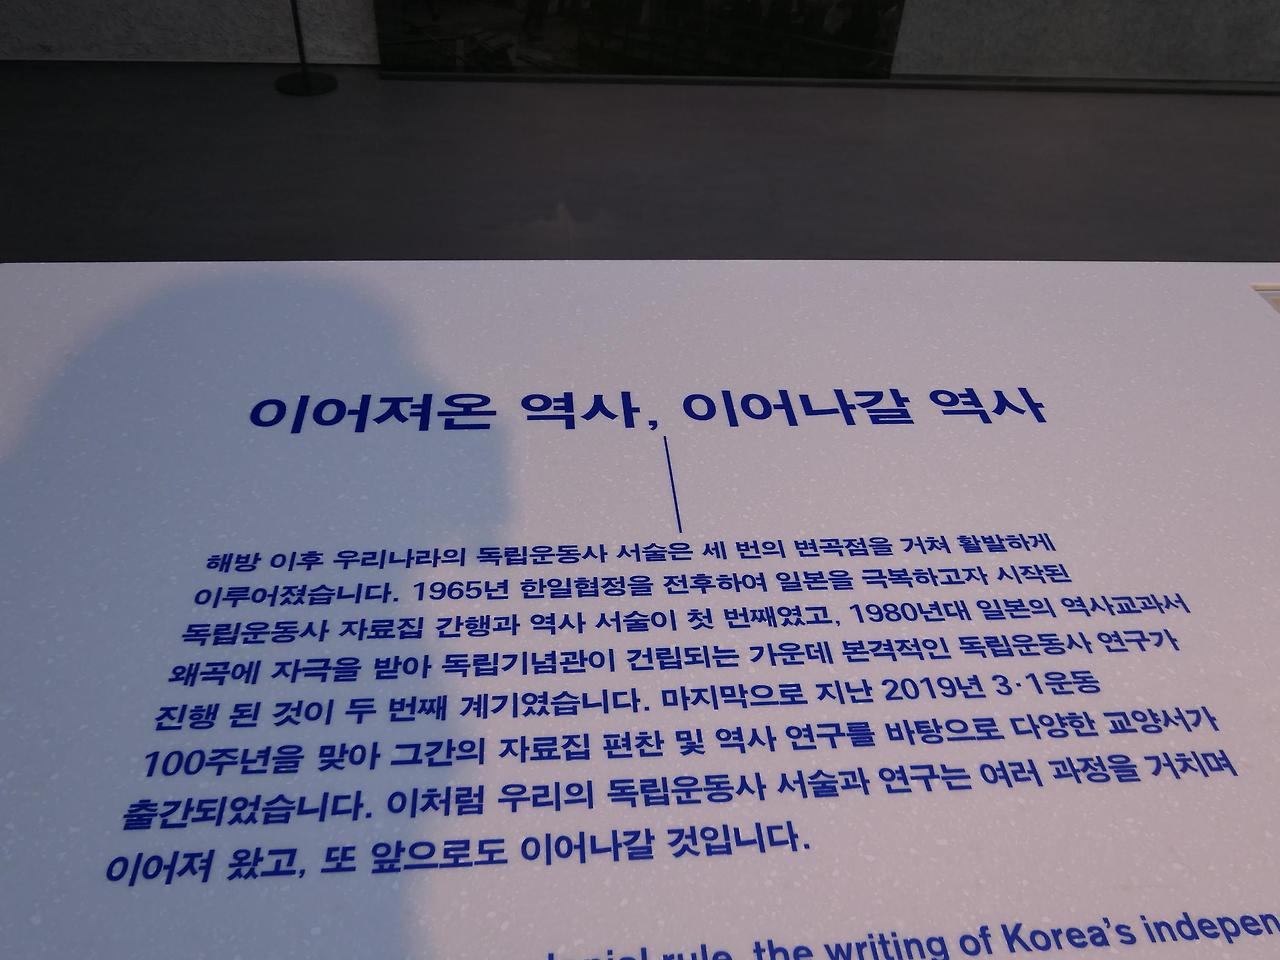 이어져온 역사, 이어나갈 역사
해방 이후 우리나라의 독립운동사 서술은 세 번의 변곡점을 거쳐 활발하게
이루어졌습니다. 1965년 한일협정을 전후하여 일본을 극복하고자 시작된
독립운동사 자료집 간행과 역사 서술이 첫 번째였고, 1980년대 일본의 역사교과서
왜곡에 자극을 받아 독립기념관이 건립되는 가운데 본격적인 독립운동사 연구가
진행 된 것이 두 번째 계기였습니다. 마지막으로 지난 2019년 3·1운동
100주년을 맞아 그간의 자료집 편찬 및 역사 연구를 바탕으로 다양한 교양서가
출간되었습니다. 이처럼 우리의 독립운동사 서술과 연구는 여러 과정을 거치며
이어져 왔고, 또 앞으로도 이어나갈 것입니다.
rule, the writing of Korea's indepen